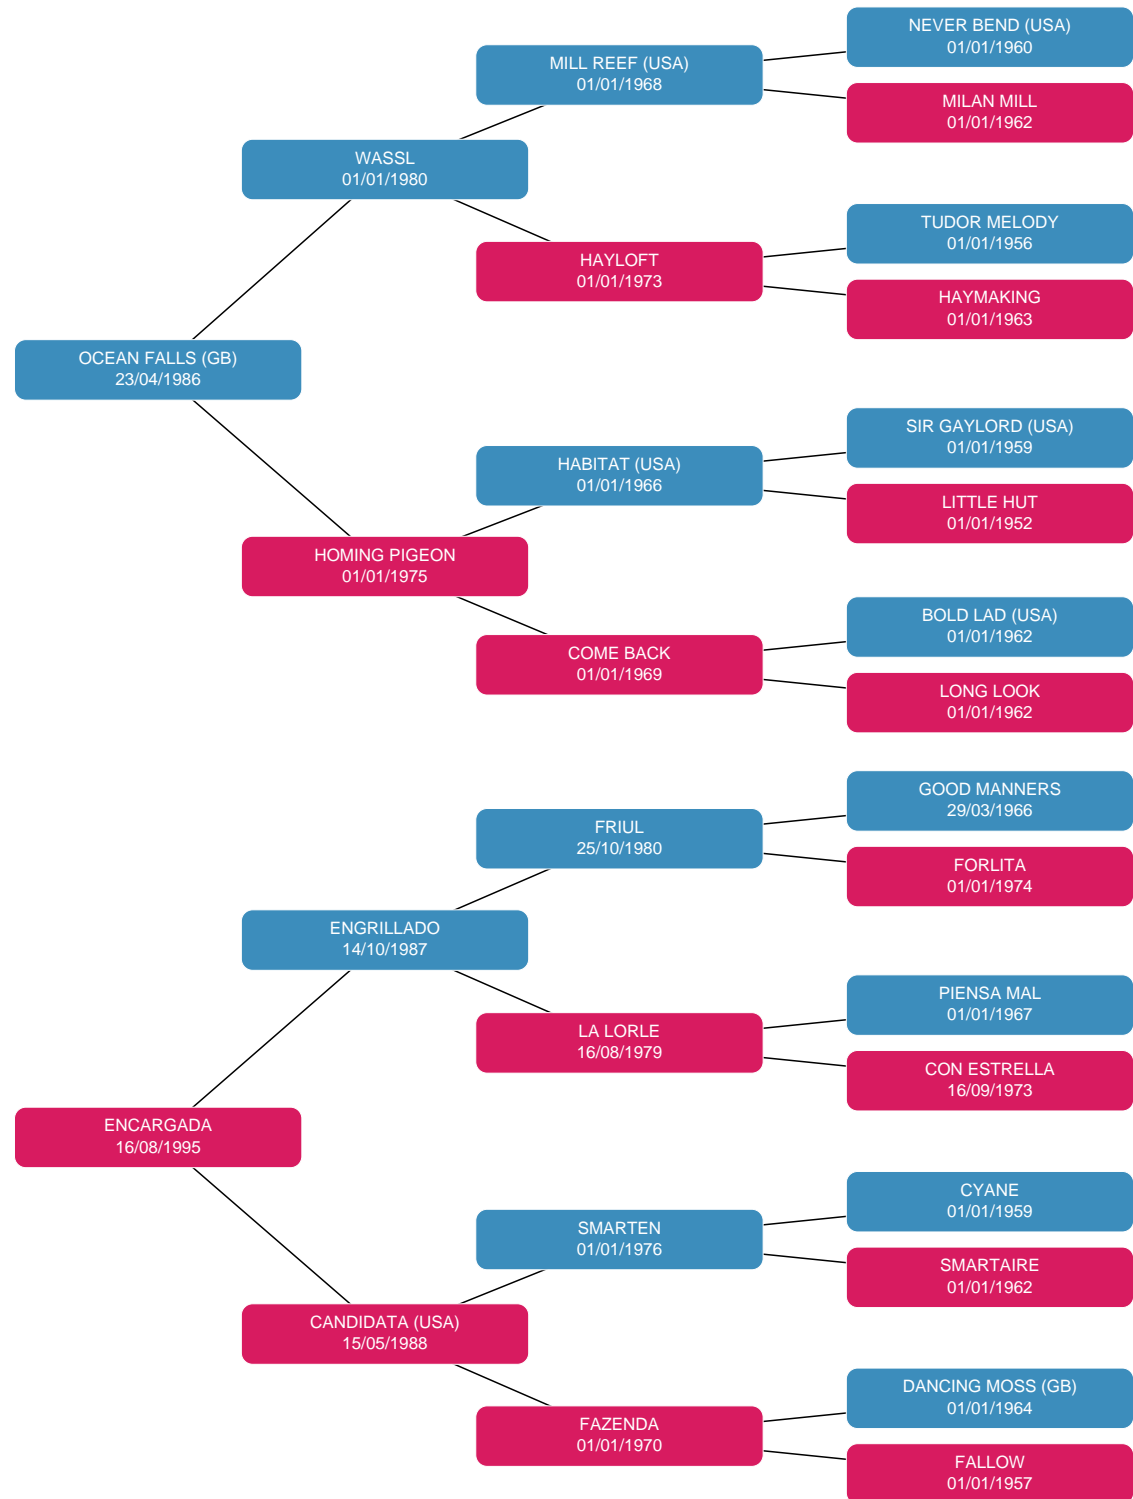 NEVER BEND (USA)
01/01/1960
MILL REEF (USA)
01/01/1968
MILAN MILL
01/01/1962
WASSL
01/01/1980
TUDOR MELODY
01/01/1956
HAYLOFT
01/01/1973
HAYMAKING
01/01/1963
OCEAN FALLS (GB)
23/04/1986
SIR GAYLORD (USA)
01/01/1959
HABITAT (USA)
01/01/1966
LITTLE HUT
01/01/1952
HOMING PIGEON
01/01/1975
BOLD LAD (USA)
01/01/1962
COME BACK
01/01/1969
LONG LOOK
01/01/1962
GOOD MANNERS
29/03/1966
FRIUL
25/10/1980
FORLITA
01/01/1974
ENGRILLADO
14/10/1987
PIENSA MAL
01/01/1967
LA LORLE
16/08/1979
CON ESTRELLA
16/09/1973
ENCARGADA
16/08/1995
CYANE
01/01/1959
SMARTEN
01/01/1976
SMARTAIRE
01/01/1962
CANDIDATA (USA)
15/05/1988
DANCING MOSS (GB)
01/01/1964
FAZENDA
01/01/1970
FALLOW
01/01/1957